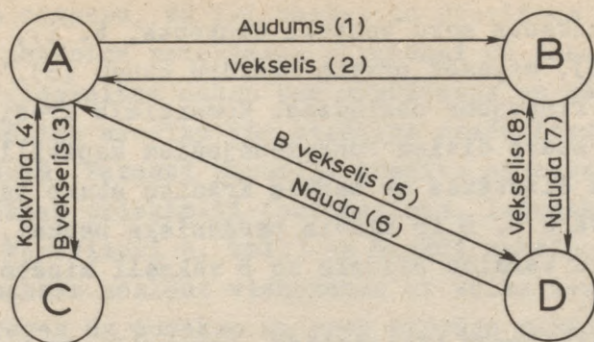 A
Audums (1)
B
Vekselis (2)
Kokvilna (4)
B vekselis (3)
B vekselis (5)
Nauda (6)
Vekselis (8)
Nauda (7)
C
D